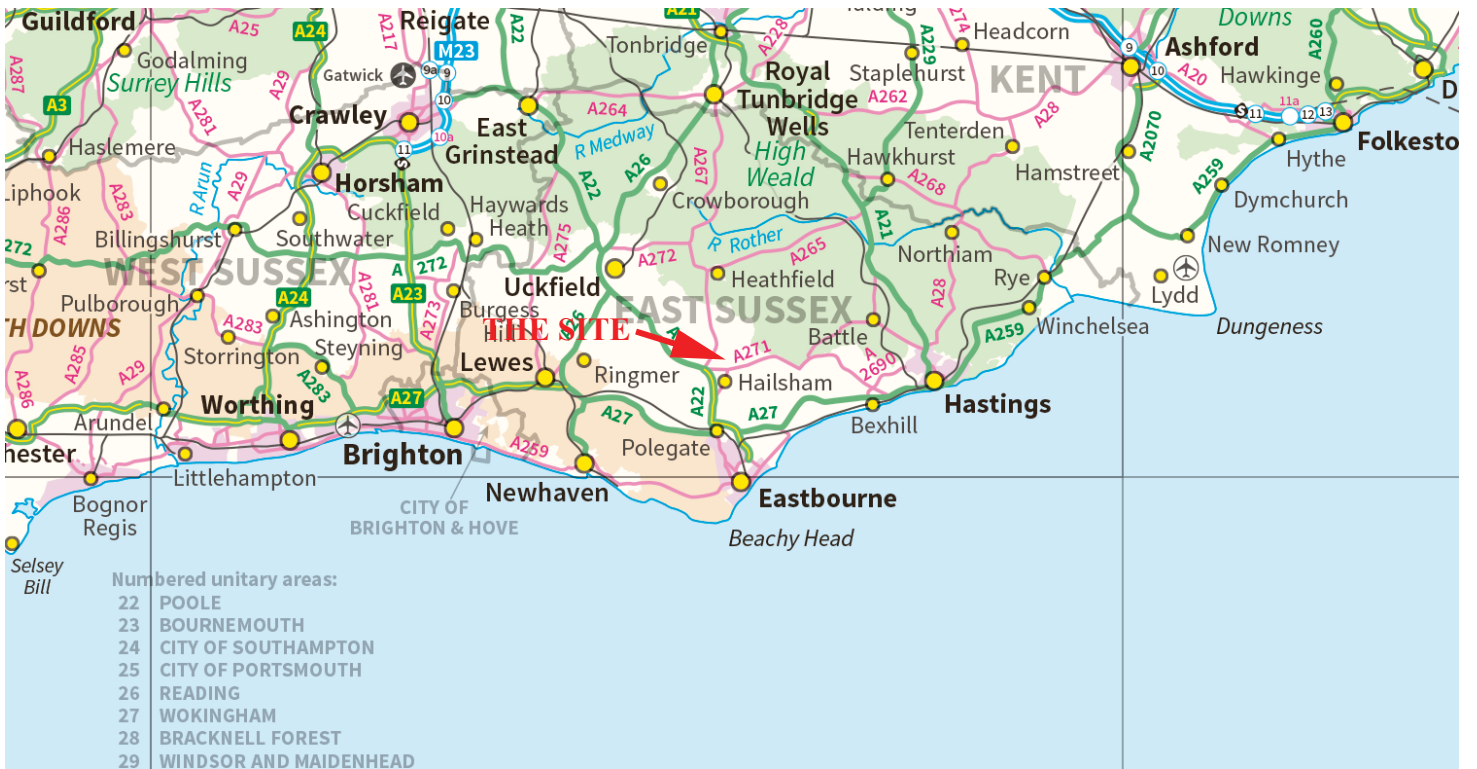 Guildford
A25
A24
A217
Reigate
M23
A22
A21
A228
A229
A274
Headcorn
Downs
A260
A287
Godalming
Surrey Hills
A29
Gatwick
9a
9
Tonbridge
Royal
Tunbridge
Wells
Staplehurst
KENT
9
10
Ashford
A20
Hawkinge
A3
A281
Crawley
10
10a
11
East
Grinstead
A264
R Medway
A262
A28
Tenterden
A2070
11
11a
12
13
Folkesto
Haslemere
Liphook
R Arun
A29
Horsham
A22
A26
A267
High
Weald
Hawkhurst
A268
Hamstreet
A259
Hythe
Dymchurch
A286
A283
Billingshurst
Southwater
Cuckfield
Haywards
Heath
A275
Crowborough
R Rother
A265
A21
Northiam
New Romney
272
WEST SUSSEX
A 272
A272
Heathfield
Rye
Lydd
Pulborough
A24
A281
A23
A273
Burgess
Hill
Uckfield
EAST SUSSEX
A28
Winchelsea
Dungeness
TH DOWNS
A283
Ashington
Storrington
Steyning
THE SITE
A26
A271
Battle
A259
A286
A285
A29
A283
Lewes
Ringmer
Hailsham
A
2690
Hastings
Worthing
A27
A27
A22
A27
Bexhill
hester
Arundel
Brighton
A259
Polegate
Littlehampton
Newhaven
Eastbourne
Bognor
Regis
CITY OF
BRIGHTON & HOVE
Beachy Head
Selsey
Bill
Numbered unitary areas:
22 POOLE
23 BOURNEMOUTH
24 CITY OF SOUTHAMPTON
25 CITY OF PORTSMOUTH
26 READING
27 WOKINGHAM
28 BRACKNELL FOREST
29 WINDSOR AND MAIDENHEAD